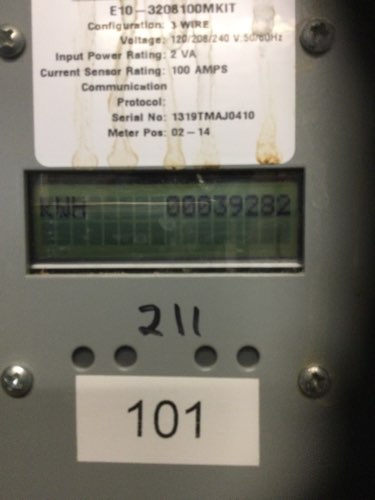 E10-3208100MKIT
Configuration: 3 WIRE
Voltage: 120/208/240 V:50/60Hz
Input Power Rating: 2 VA
Current Sensor Rating: 100 AMPS
Communication
Protocol:
Serial No: 1319TMAJ0410
Meter Pos: 02-14
KWH 00039282
211
101